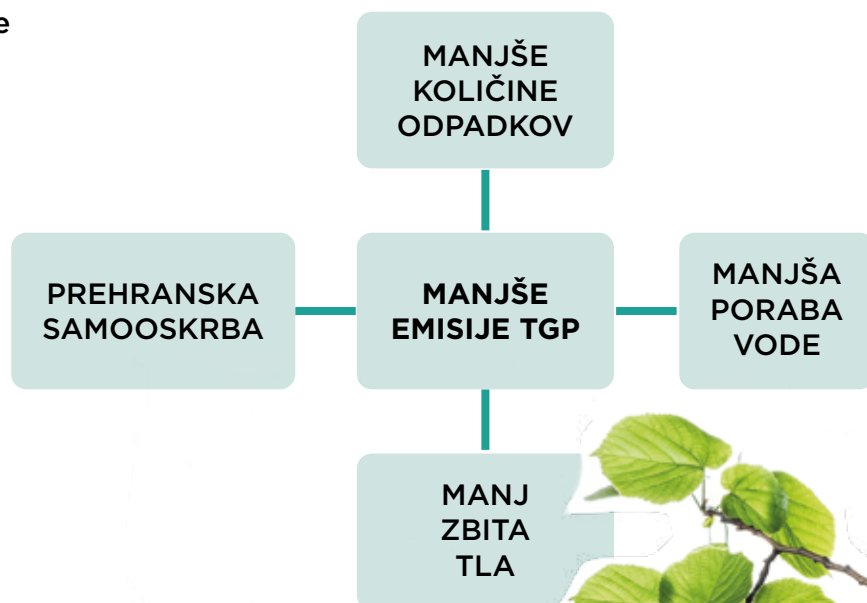 e
MANJŠE
KOLIČINE
ODPADKOV
PREHRANSKA
SAMOOSKRBA
MANJŠE
EMISIJE TGP
MANJŠA
PORABA
VODE
MANJ
ZBITA
TLA